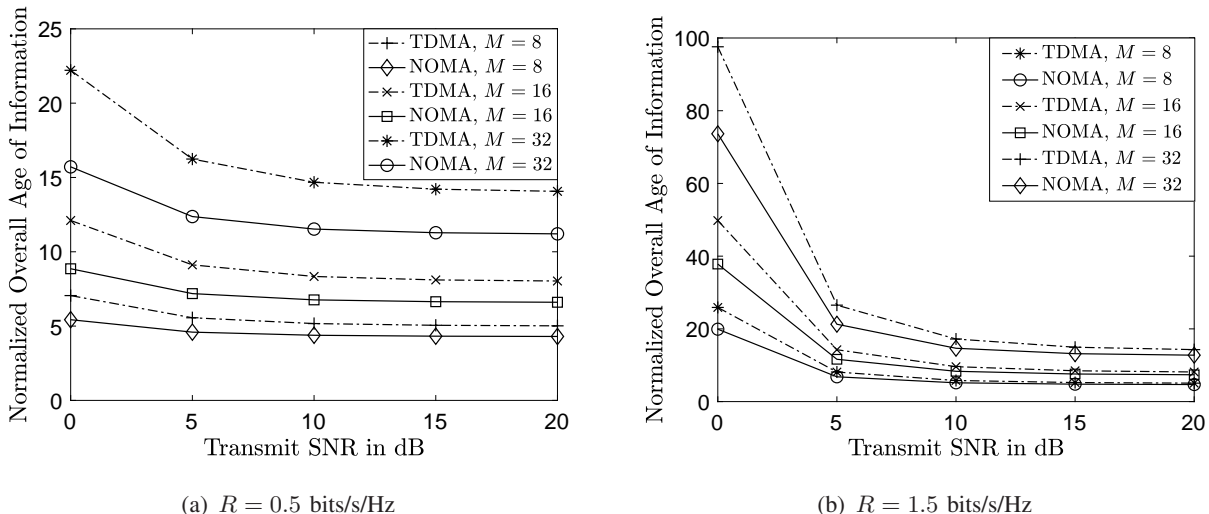 Normalized Overall Age of Information
25
20
15
10
5
0
TDMA, M = 8
NOMA, M = 8
TDMA, M = 16
NOMA, M = 16
TDMA, M = 32
NOMA, M = 32
0 5 10 15 20
Transmit SNR in dB
(a) R = 0.5 bits/s/Hz
Normalized Overall Age of Information
100
80
60
40
20
0
TDMA, M = 8
NOMA, M = 8
TDMA, M = 16
NOMA, M = 16
TDMA, M = 32
NOMA, M = 32
0 5 10 15 20
Transmit SNR in dB
(b) R = 1.5 bits/s/Hz